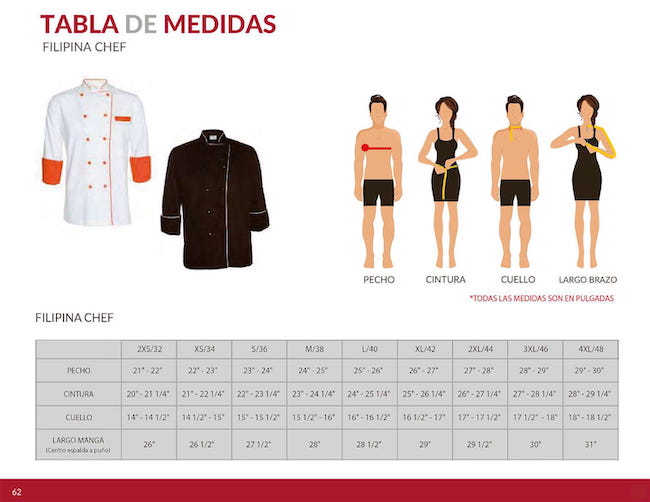 TABLA DE MEDIDAS
FILIPINA CHEF
PECHO CINTURA CUELLO LARGO BRAZO
*TODAS LAS MEDIDAS SON EN PULGADAS
FILIPINA CHEF
2XS/32 XS/34 S/36 M/38 L/40 XL/42 2XL/44 3XL/46 4XL/48
PECHO 21" - 22" 22" - 23" 23" - 24" 24" - 25" 25" - 26" 26" - 27" 27" - 28" 28" - 29" 29" - 30"
CINTURA 20" - 21 1/4" 21" - 22 1/4" 22" - 23 1/4" 23" - 24 1/4" 24" - 25 1/4" 25" - 26 1/4" 26" - 27 1/4" 27" - 28 1/4" 28" - 29 1/4"
CUELLO 14" - 14 1/2" 14 1/2" - 15" 15" - 15 1/2" 15 1/2" - 16" 16" - 16 1/2" 16 1/2" - 17" 17" - 17 1/2" 17 1/2" - 18" 18" - 18 1/2"
LARGO MANGA 26" 26 1/2" 27 1/2" 28" 28 1/2" 29" 29 1/2" 30" 31"
(Centro espalda a puño)
62